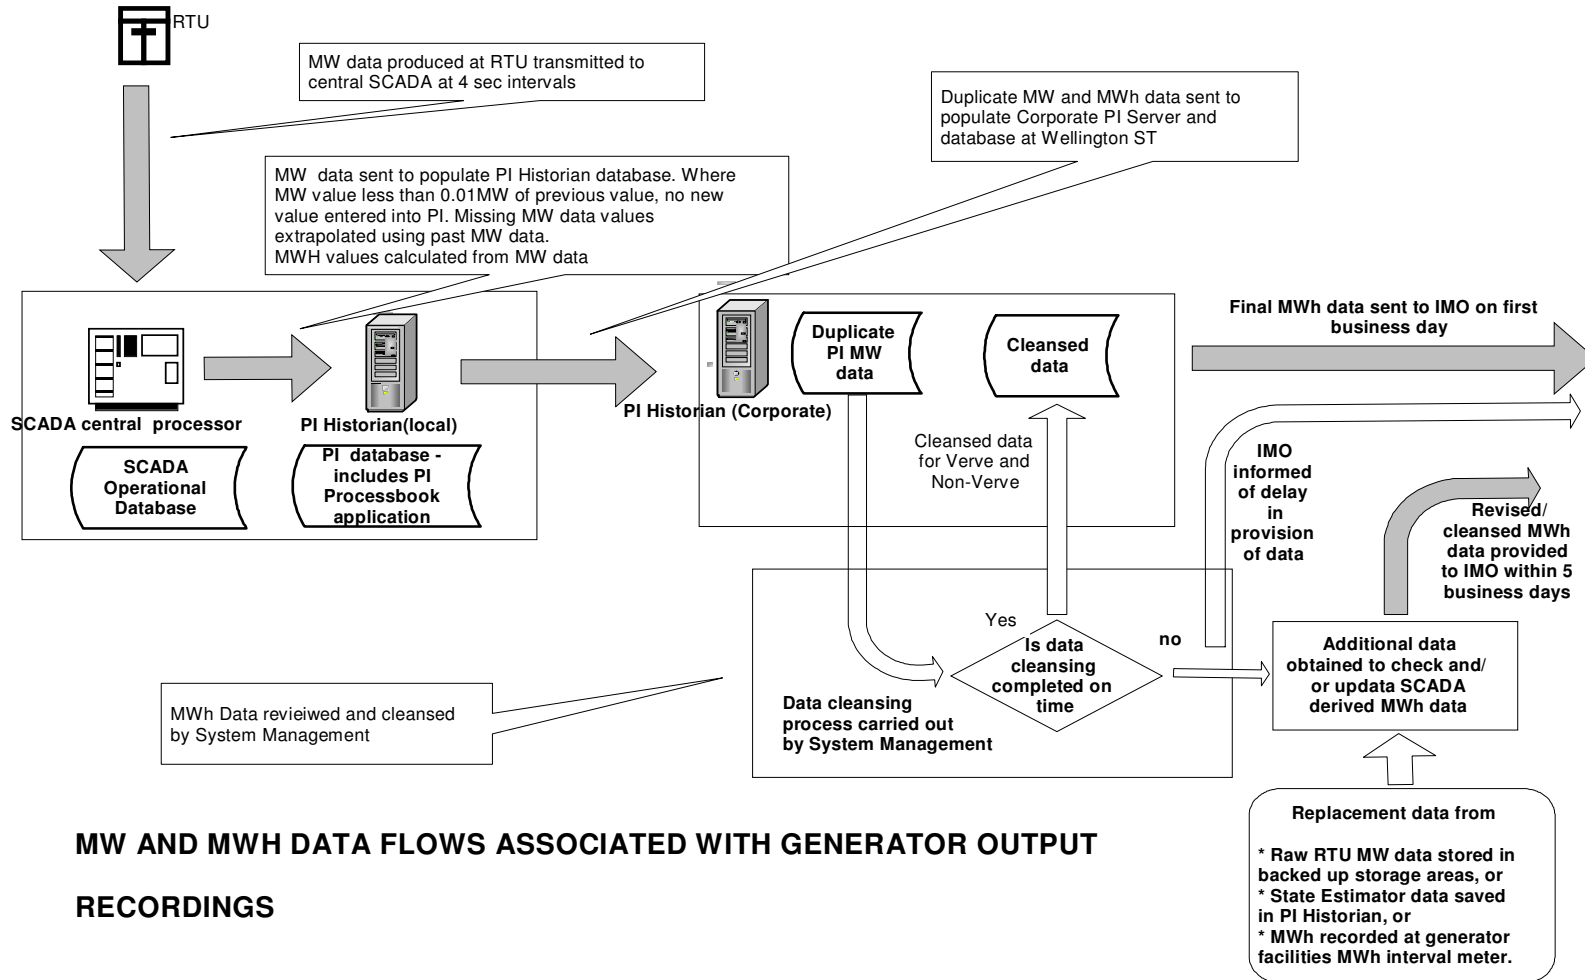 RTU
MW data produced at RTU transmitted to
central SCADA at 4 sec intervals
Duplicate MW and MWh data sent to
populate Corporate PI Server and
database at Wellington ST
MW data sent to populate PI Historian database. Where
MW value less than 0.01MW of previous value, no new
value entered into PI. Missing MW data values
extrapolated using past MW data.
MWH values calculated from MW data
SCADA central processor
PI Historian(local)
SCADA
Operational
Database
PI database -
includes PI
Processbook
application
PI Historian (Corporate)
Duplicate
PI MW
data
Cleansed
data
Cleansed data
for Verve and
Non-Verve
Final MWh data sent to IMO on first
business day
IMO
informed
of delay
in
provision
of data
Revised/
cleansed MWh
data provided
to IMO within 5
business days
Yes
no
Is data
cleansing
completed on
time
Data cleansing
process carried out
by System Management
Additional data
obtained to check and/
or updata SCADA
derived MWh data
MWh Data revieiwed and cleansed
by System Management
Replacement data from
* Raw RTU MW data stored in
backed up storage areas, or
* State Estimator data saved
in PI Historian, or
* MWh recorded at generator
facilities MWh interval meter.
MW AND MWH DATA FLOWS ASSOCIATED WITH GENERATOR OUTPUT
RECORDINGS